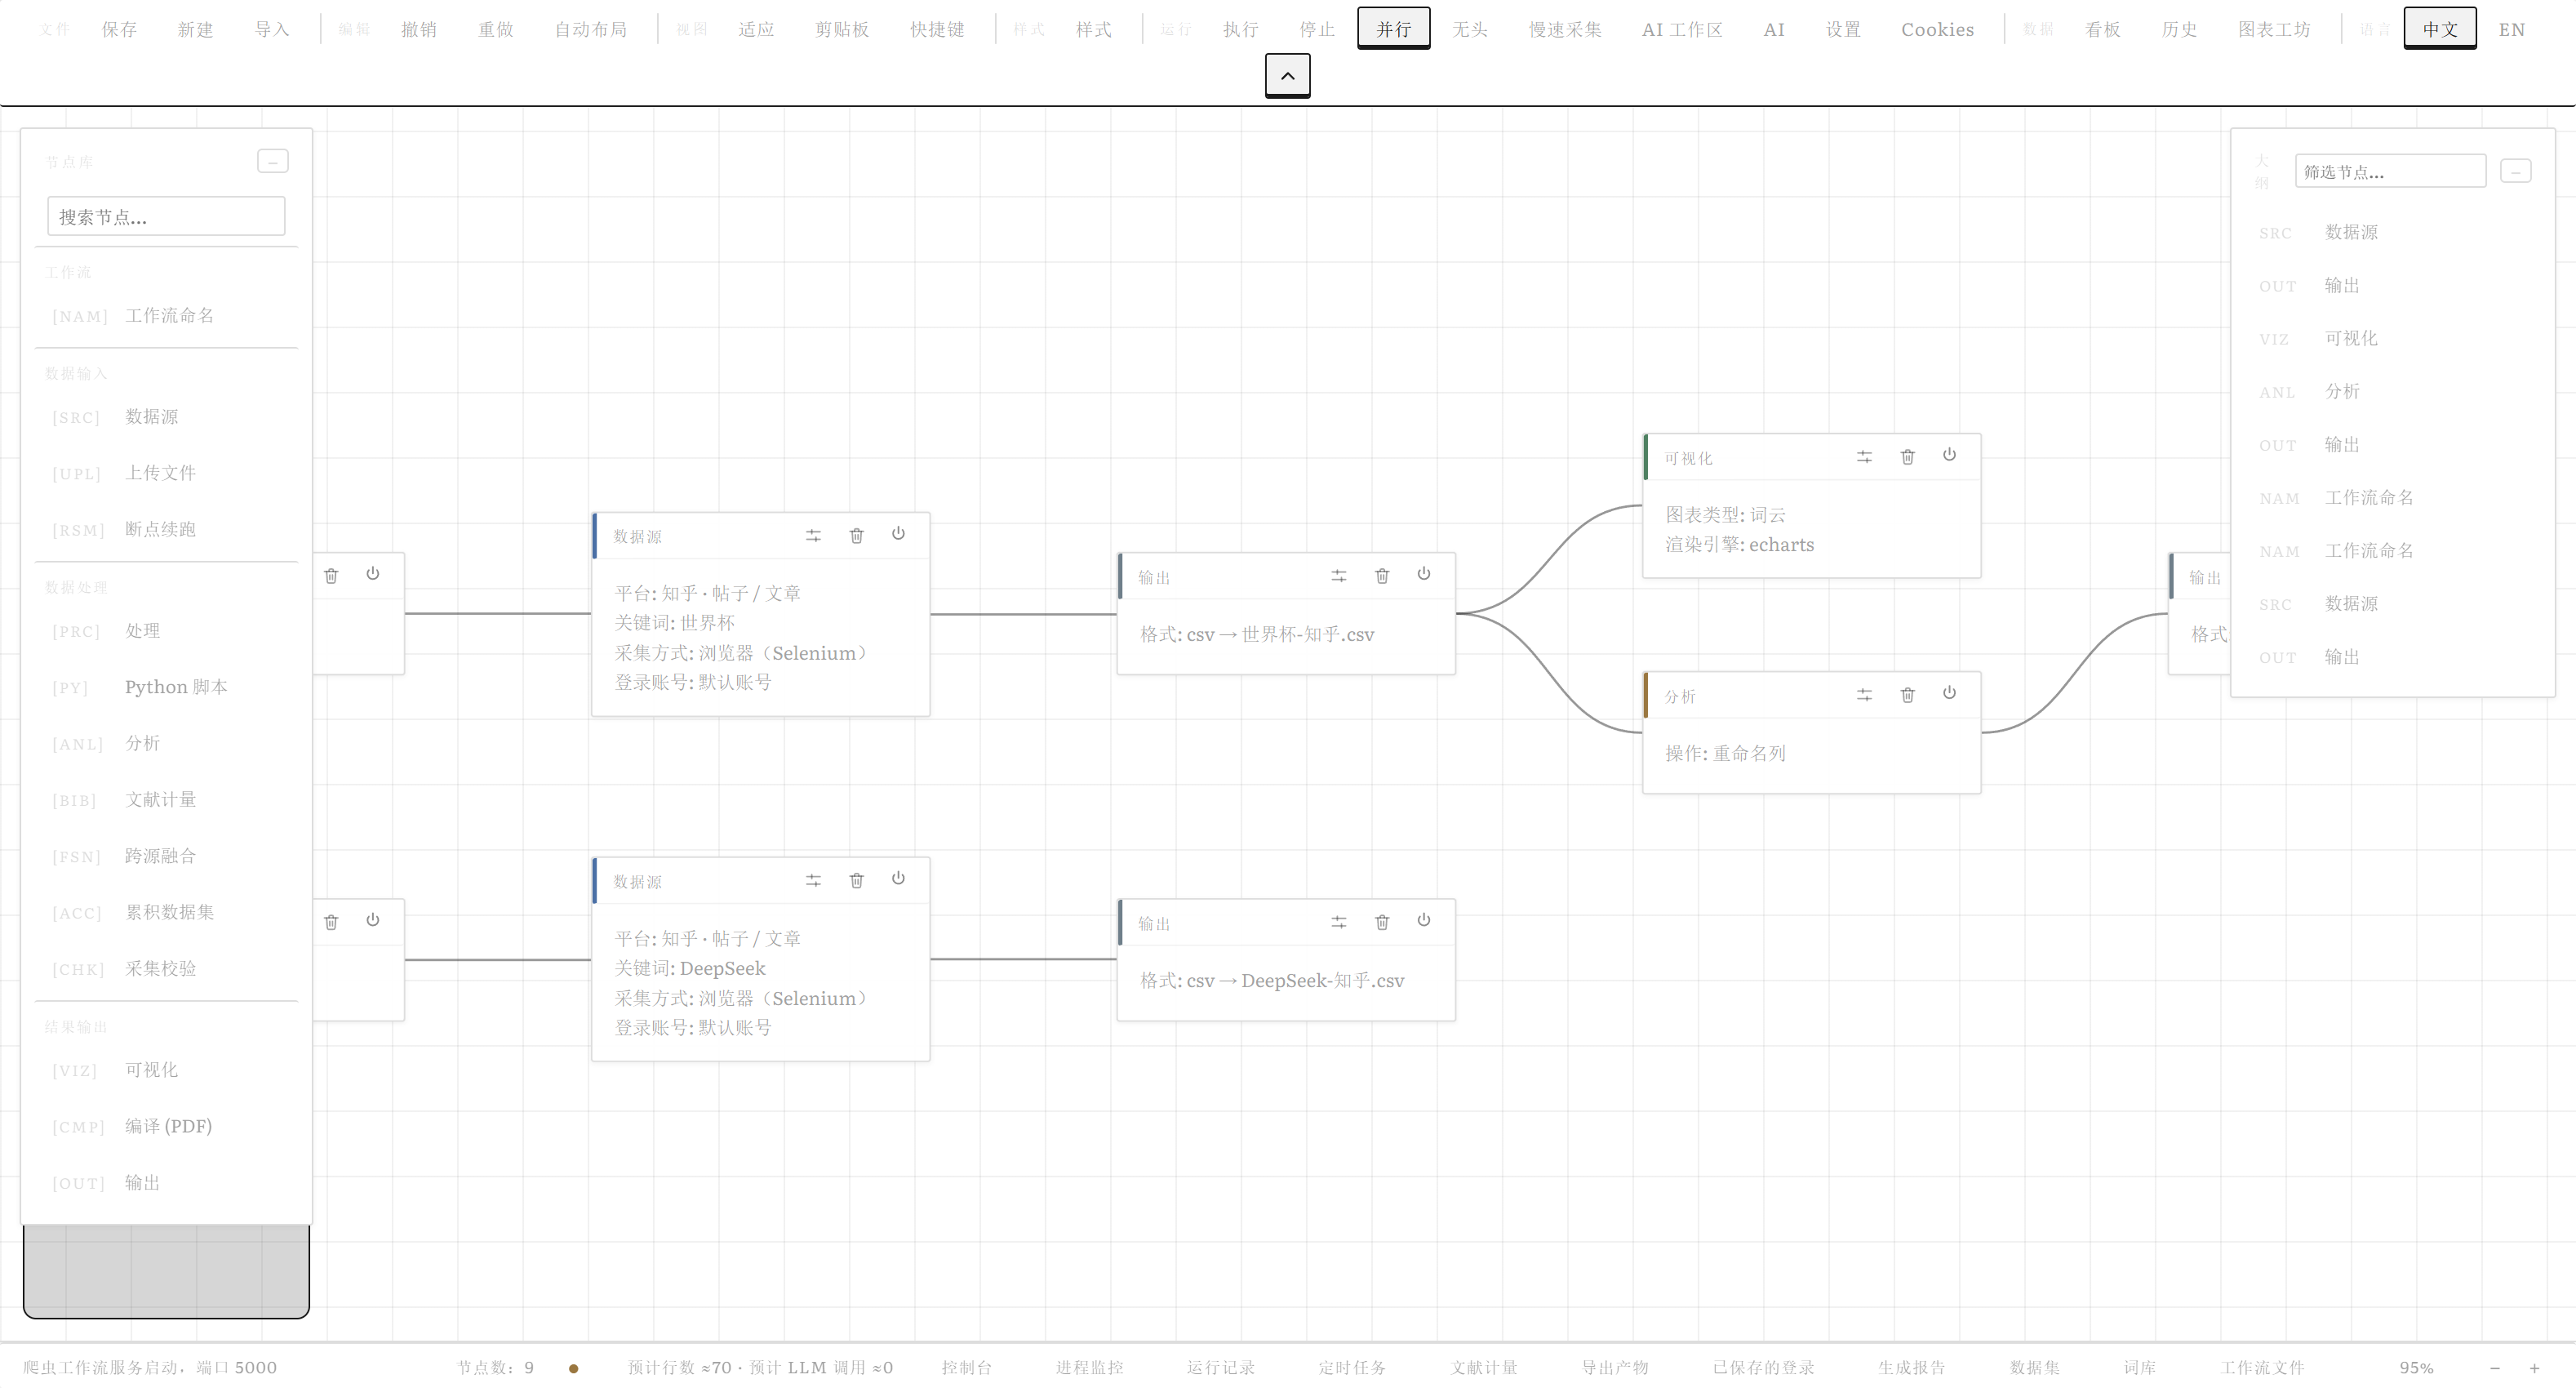 文件 保存 新建 导入 编辑 撤销 重做 自动布局 视图 适应 剪贴板 快捷键 样式 样式 运行 执行 停止 并行 无头 慢速采集 AI 工作区 AI 设置 Cookies 数据 看板 历史 图表工坊 语言 中文 EN
节点库
搜索节点...
工作流
[NAM] 工作流命名
数据输入
[SRC] 数据源
[UPL] 上传文件
[RSM] 断点续跑
数据处理
[PRC] 处理
[PY] Python 脚本
[ANL] 分析
[BIB] 文献计量
[FSN] 跨源融合
[ACC] 累积数据集
[CHK] 采集校验
结果输出
[VIZ] 可视化
[CMP] 编译 (PDF)
[OUT] 输出
数据源
平台: 知乎 · 帖子 / 文章
关键词: 世界杯
采集方式: 浏览器（Selenium）
登录账号: 默认账号
输出
格式: csv → 世界杯-知乎.csv
可视化
图表类型: 词云
渲染引擎: echarts
分析
操作: 重命名列
输出
格式
数据源
平台: 知乎 · 帖子 / 文章
关键词: DeepSeek
采集方式: 浏览器（Selenium）
登录账号: 默认账号
输出
格式: csv → DeepSeek-知乎.csv
大纲
筛选节点...
SRC 数据源
OUT 输出
VIZ 可视化
ANL 分析
OUT 输出
NAM 工作流命名
NAM 工作流命名
SRC 数据源
OUT 输出
爬虫工作流服务启动，端口 5000 节点数: 9 预计行数 ≈70 · 预计 LLM 调用 ≈0 控制台 进程监控 运行记录 定时任务 文献计量 导出产物 已保存的登录 生成报告 数据集 词库 工作流文件 95% − +